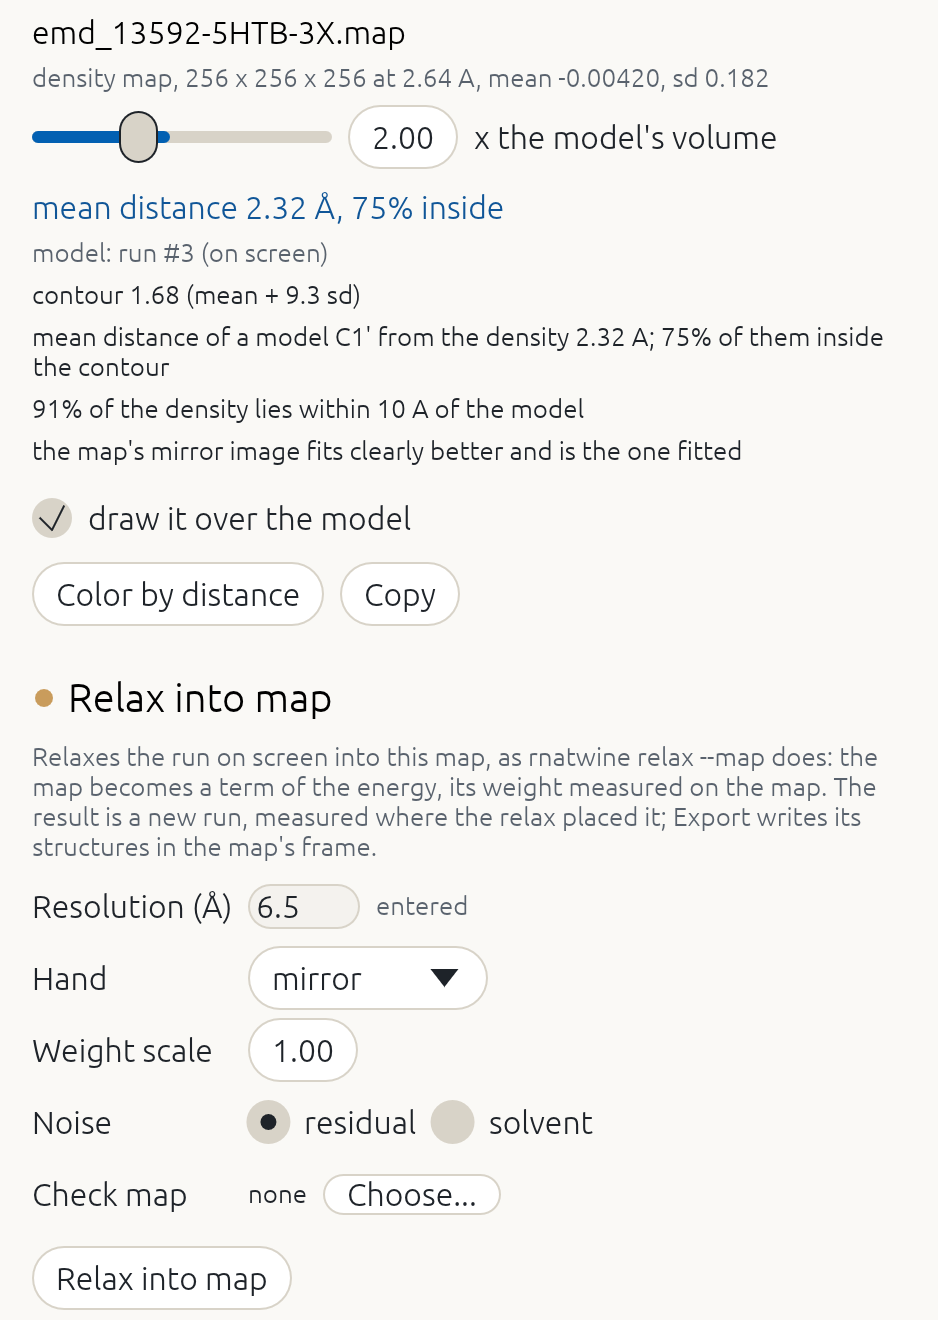 emd_13592-5HTB-3X.map
density map, 256 x 256 x 256 at 2.64 A, mean -0.00420, sd 0.182
2.00 x the model's volume
mean distance 2.32 Å, 75% inside
model: run #3 (on screen)
contour 1.68 (mean + 9.3 sd)
mean distance of a model C1' from the density 2.32 A; 75% of them inside
the contour
91% of the density lies within 10 A of the model
the map's mirror image fits clearly better and is the one fitted
draw it over the model
Color by distance Copy
Relax into map
Relaxes the run on screen into this map, as rnatwine relax --map does: the
map becomes a term of the energy, its weight measured on the map. The
result is a new run, measured where the relax placed it; Export writes its
structures in the map's frame.
Resolution (Å) 6.5 entered
Hand mirror
Weight scale 1.00
Noise residual solvent
Check map none Choose...
Relax into map